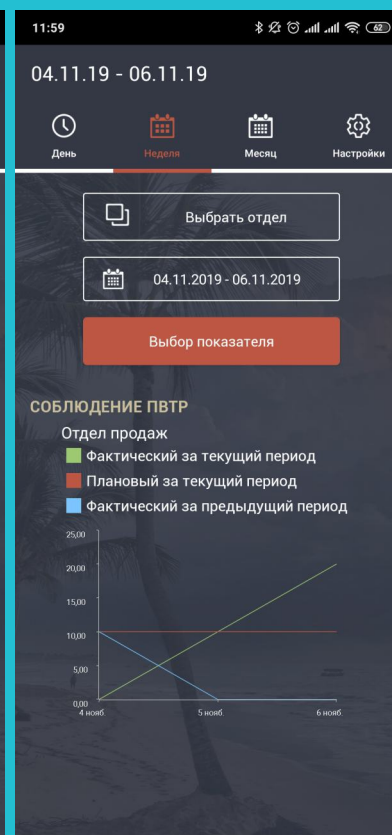 11:59 62
04.11.19 - 06.11.19
День Неделя Месяц Настройки
Выбрать отдел
04.11.2019 - 06.11.2019
Выбор показателя
СОБЛЮДЕНИЕ ПВТР
Отдел продаж
Фактический за текущий период
Плановый за текущий период
Фактический за предыдущий период
25,00
20,00
15,00
10,00
5,00
0,00
4 нояб. 5 нояб. 6 нояб.